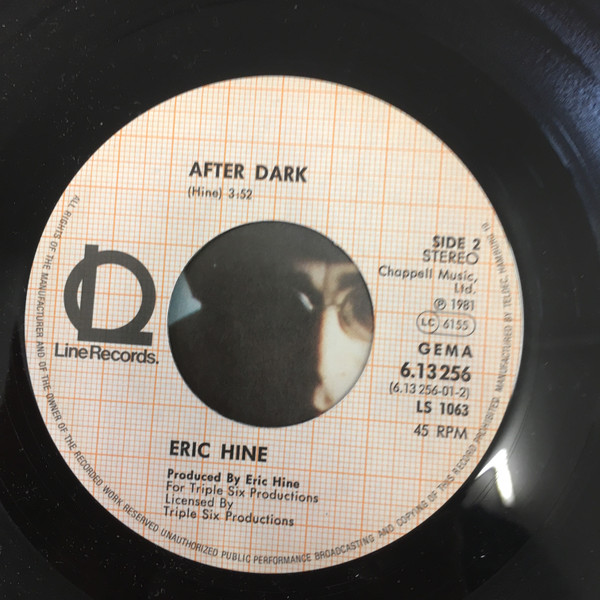 AFTER DARK
(Hine) 3:52
SIDE 2
STEREO
Chappell Music,
Ltd.
℗ 1981
LC 6155
GEMA
6.13256
(6.13 256-01-2)
LS 1063
45 RPM
Line Records.
ERIC HINE
Produced By Eric Hine
For Triple Six Productions
Licensed By
Triple Six Productions
ALL RIGHTS OF THE MANUFACTURER AND OF THE OWNER OF THE RECORDED WORK RESERVED UNAUTHORIZED PUBLIC PERFORMANCE BROADCASTING AND COPYING OF THIS RECORD PROHIBITED. MANUFACTURED BY TELDEC, HAMBURG 19